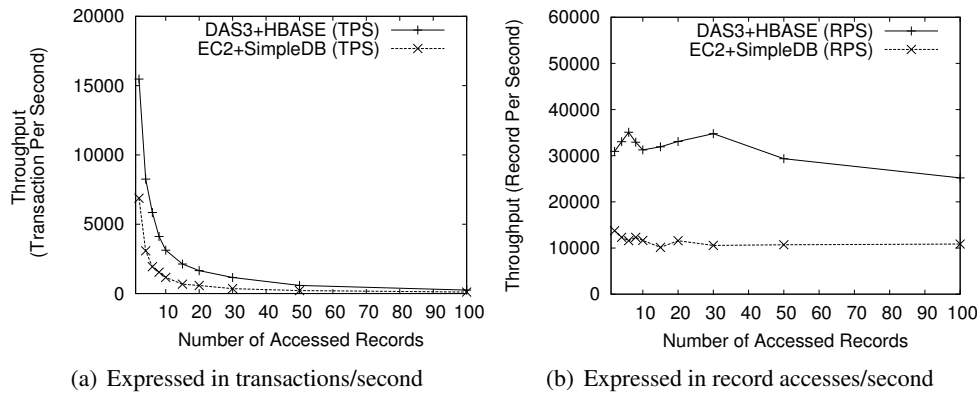 20000
15000
10000
5000
0
10 20 30 40 50 60 70 80 90 100
Throughput
(Transaction Per Second)
Number of Accessed Records
DAS3+HBASE (TPS)
EC2+SimpleDB (TPS)
(a) Expressed in transactions/second
60000
50000
40000
30000
20000
10000
0
10 20 30 40 50 60 70 80 90 100
Throughput (Record Per Second)
Number of Accessed Records
DAS3+HBASE (RPS)
EC2+SimpleDB (RPS)
(b) Expressed in record accesses/second